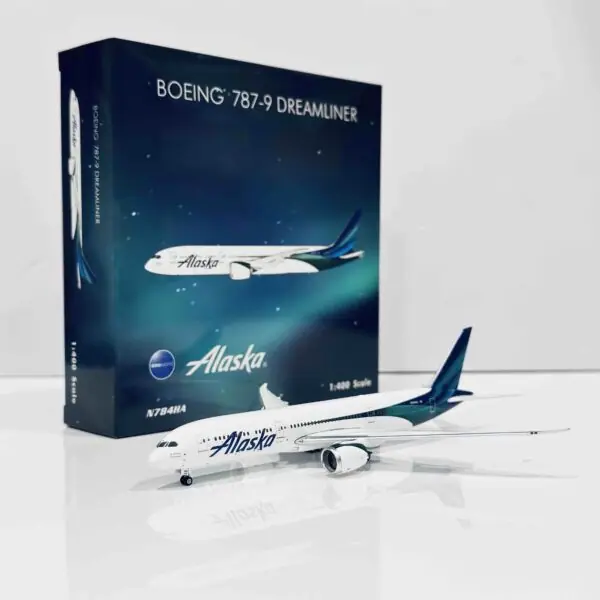 BOEING 787-9 DREAMLINER
BOEING 787-9 DREAMLINER
Alaska
Alaska®
1:400 Scale
1:400 Scale
N784HA
Alaska